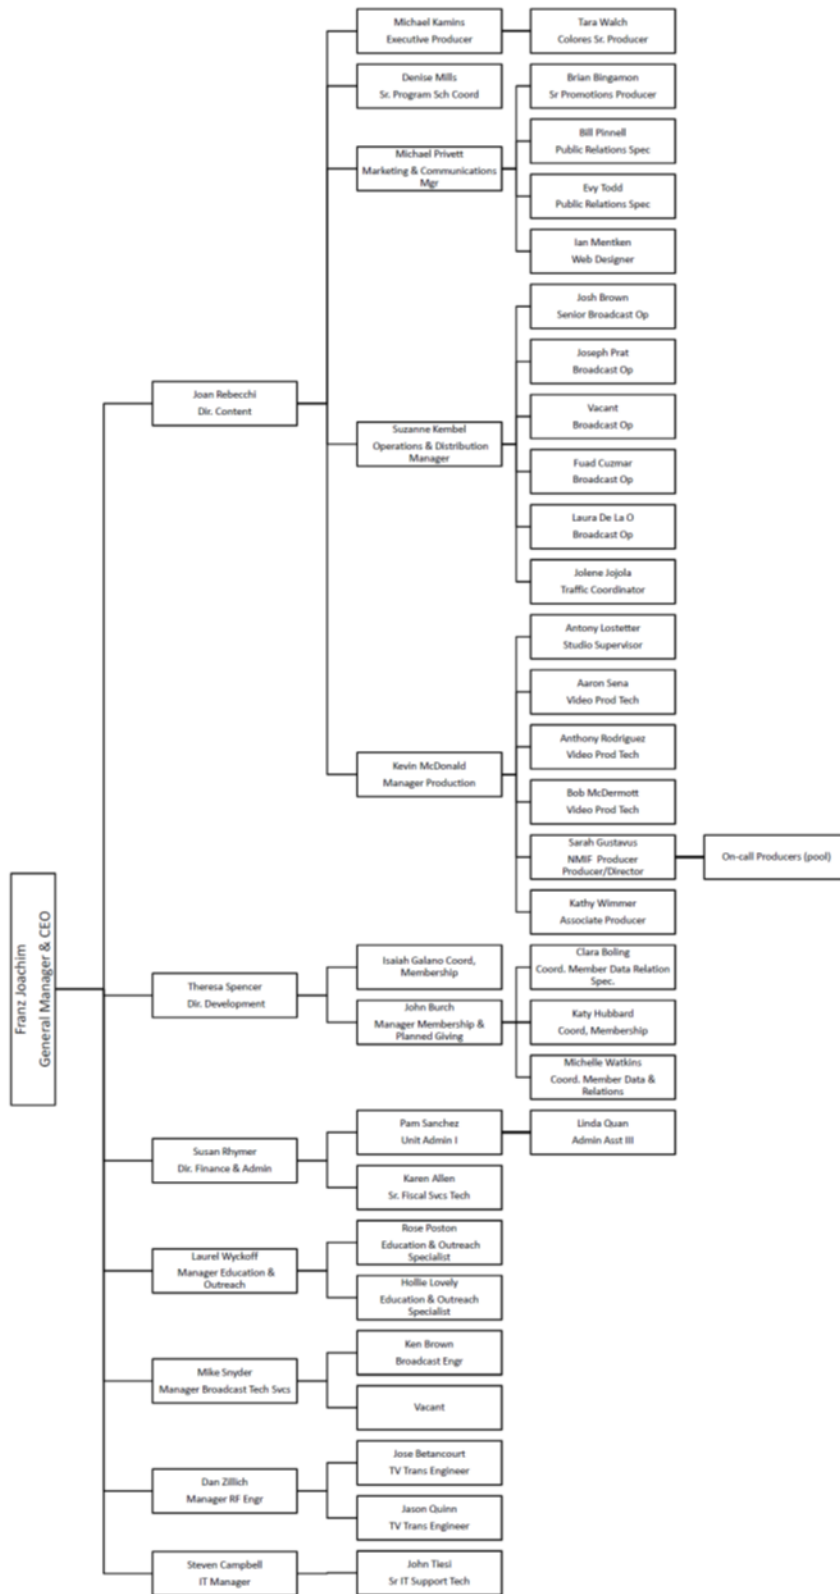 Michael Kamins
Executive Producer
Tara Walch
Colores Sr. Producer
Denise Mills
Sr. Program Sch Coord
Brian Bingamon
Sr Promotions Producer
Michael Privett
Marketing & Communications
Mgr
Bill Pinnell
Public Relations Spec
Evy Todd
Public Relations Spec
Ian Mentken
Web Designer
Joan Rebecchi
Dir. Content
Suzanne Kembel
Operations & Distribution
Manager
Josh Brown
Senior Broadcast Op
Joseph Prat
Broadcast Op
Vacant
Broadcast Op
Fuad Cuzmar
Broadcast Op
Laura De La O
Broadcast Op
Jolene Jojola
Traffic Coordinator
Kevin McDonald
Manager Production
Antony Lostetter
Studio Supervisor
Aaron Sena
Video Prod Tech
Anthony Rodriguez
Video Prod Tech
Bob McDermott
Video Prod Tech
Sarah Gustavus
NMIF Producer
Producer/Director
On-call Producers (pool)
Kathy Wimmer
Associate Producer
Franz Joachim
General Manager & CEO
Theresa Spencer
Dir. Development
Isaiah Galano Coord,
Membership
John Burch
Manager Membership &
Planned Giving
Clara Boling
Coord. Member Data Relation
Spec.
Katy Hubbard
Coord, Membership
Michelle Watkins
Coord. Member Data &
Relations
Susan Rhymer
Dir. Finance & Admin
Pam Sanchez
Unit Admin I
Linda Quan
Admin Asst III
Karen Allen
Sr. Fiscal Svcs Tech
Laurel Wyckoff
Manager Education &
Outreach
Rose Poston
Education & Outreach
Specialist
Hollie Lovely
Education & Outreach
Specialist
Mike Snyder
Manager Broadcast Tech Svcs
Ken Brown
Broadcast Engr
Vacant
Dan Zillich
Manager RF Engr
Jose Betancourt
TV Trans Engineer
Jason Quinn
TV Trans Engineer
Steven Campbell
IT Manager
John Tiesi
Sr IT Support Tech